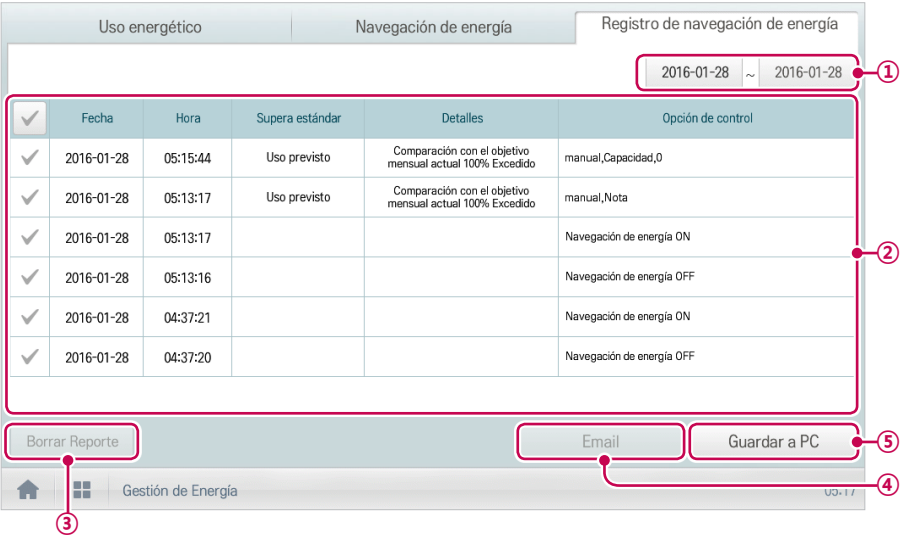 Uso energético Navegación de energía Registro de navegación de energía
2016-01-28 ~ 2016-01-28 ①
Fecha Hora Supera estándar Detalles Opción de control
2016-01-28 05:15:44 Uso previsto Comparación con el objetivo
mensual actual 100% Excedido manual,Capacidad,0
2016-01-28 05:13:17 Uso previsto Comparación con el objetivo
mensual actual 100% Excedido manual,Nota
2016-01-28 05:13:17 Navegación de energía ON
②
2016-01-28 05:13:16 Navegación de energía OFF
2016-01-28 04:37:21 Navegación de energía ON
2016-01-28 04:37:20 Navegación de energía OFF
Borrar Reporte Email Guardar a PC ⑤
④
Gestión de Energía 05:17
③